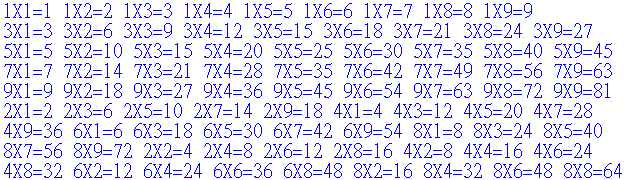 1X1=1 1X2=2 1X3=3 1X4=4 1X5=5 1X6=6 1X7=7 1X8=8 1X9=9
3X1=3 3X2=6 3X3=9 3X4=12 3X5=15 3X6=18 3X7=21 3X8=24 3X9=27
5X1=5 5X2=10 5X3=15 5X4=20 5X5=25 5X6=30 5X7=35 5X8=40 5X9=45
7X1=7 7X2=14 7X3=21 7X4=28 7X5=35 7X6=42 7X7=49 7X8=56 7X9=63
9X1=9 9X2=18 9X3=27 9X4=36 9X5=45 9X6=54 9X7=63 9X8=72 9X9=81
2X1=2 2X3=6 2X5=10 2X7=14 2X9=18 4X1=4 4X3=12 4X5=20 4X7=28
4X9=36 6X1=6 6X3=18 6X5=30 6X7=42 6X9=54 8X1=8 8X3=24 8X5=40
8X7=56 8X9=72 2X2=4 2X4=8 2X6=12 2X8=16 4X2=8 4X4=16 4X6=24
4X8=32 6X2=12 6X4=24 6X6=36 6X8=48 8X2=16 8X4=32 8X6=48 8X8=64